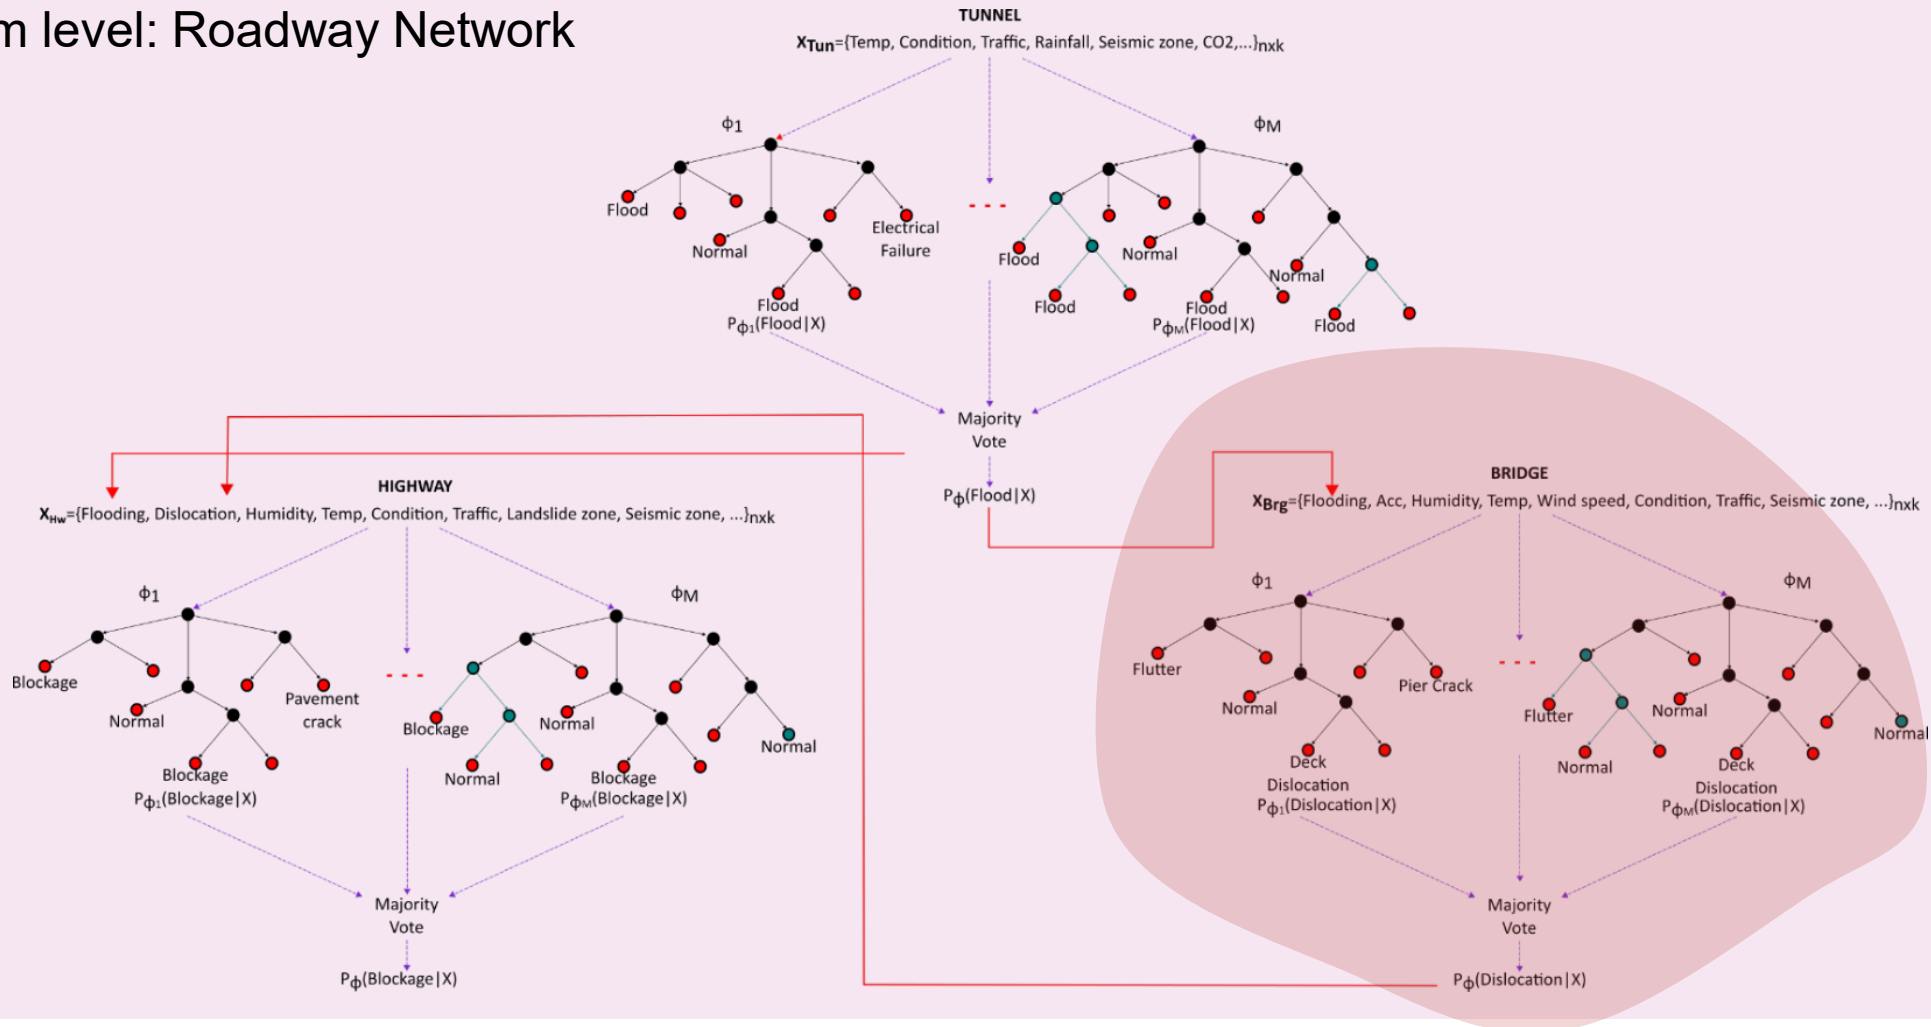 m level: Roadway Network
TUNNEL
XTun={Temp, Condition, Traffic, Rainfall, Seismic zone, CO2,...}nxk
ϕ1
ϕM
Flood
Normal
Electrical
Failure
Flood
Pϕ1(Flood|X)
. . .
Flood
Flood
Normal
Flood
PϕM(Flood|X)
Normal
Flood
Majority
Vote
Pϕ(Flood|X)
HIGHWAY
XHw={Flooding, Dislocation, Humidity, Temp, Condition, Traffic, Landslide zone, Seismic zone, ...}nxk
ϕ1
ϕM
Blockage
Normal
Pavement
crack
Blockage
Pϕ1(Blockage|X)
. . .
Blockage
Normal
Normal
Blockage
PϕM(Blockage|X)
Normal
Majority
Vote
Pϕ(Blockage|X)
BRIDGE
XBrg={Flooding, Acc, Humidity, Temp, Wind speed, Condition, Traffic, Seismic zone, ...}nxk
ϕ1
ϕM
Flutter
Normal
Pier Crack
Deck
Dislocation
Pϕ1(Dislocation|X)
. . .
Flutter
Normal
Normal
Deck
Dislocation
PϕM(Dislocation|X)
Normal
Majority
Vote
Pϕ(Dislocation|X)